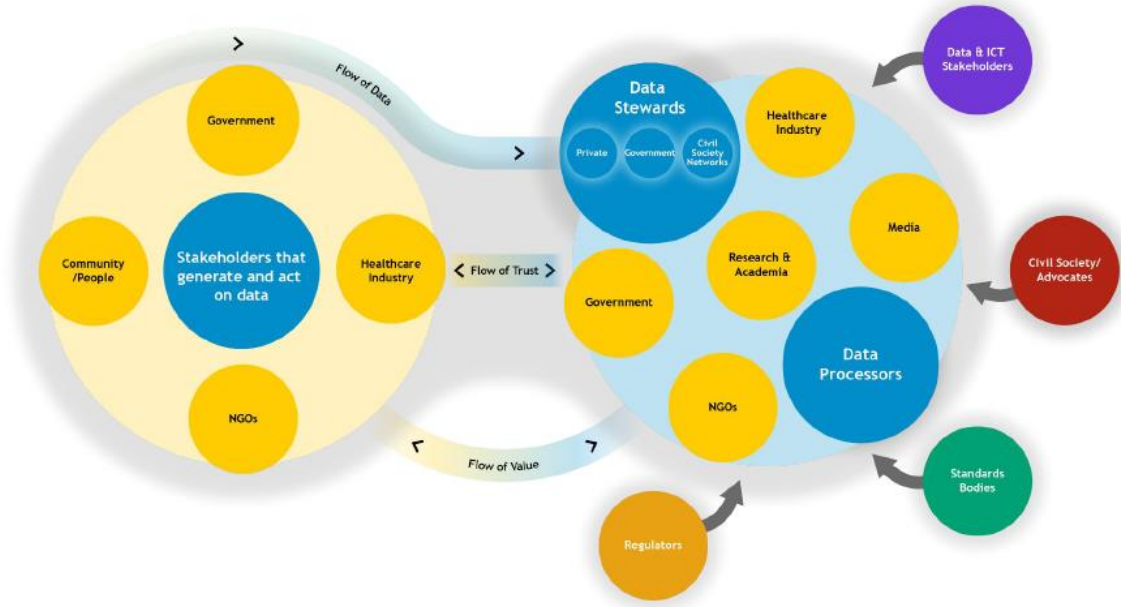 Flow of Data
Government
Community
/People
Stakeholders that
generate and act
on data
Healthcare
Industry
NGOs
Flow of Trust
Flow of Value
Data
Stewards
Private
Government
Civil
Society
Networks
Healthcare
Industry
Media
Research &
Academia
Government
Data
Processors
NGOs
Data & ICT
Stakeholders
Civil Society/
Advocates
Standards
Bodies
Regulators